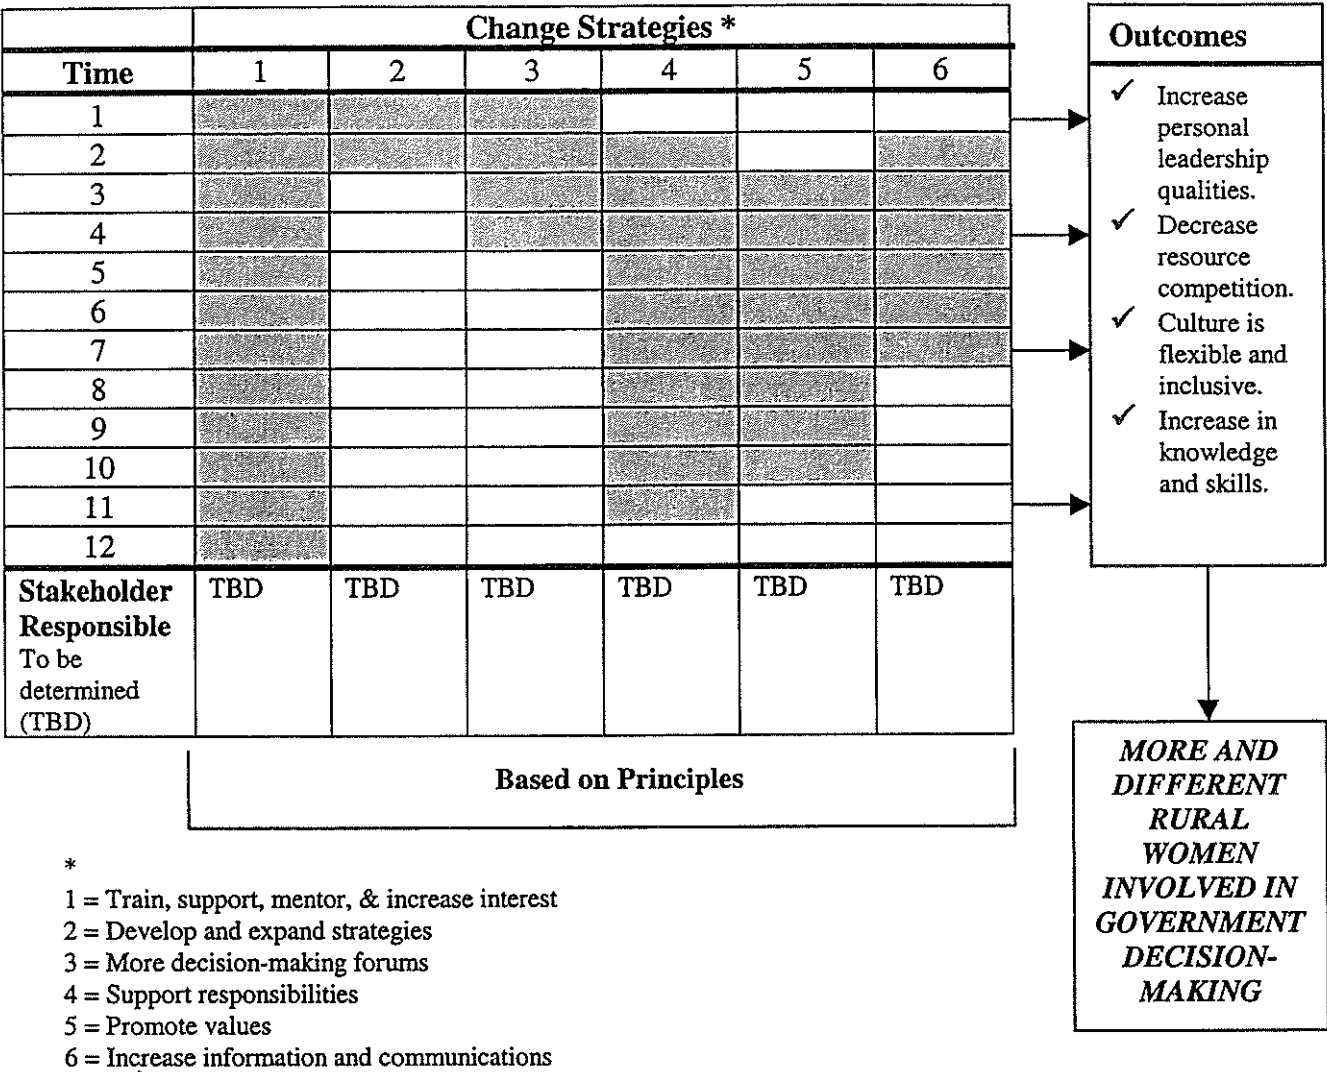 Change Strategies *
Time 1 2 3 4 5 6
1
2
3
4
5
6
7
8
9
10
11
12
Stakeholder
Responsible
To be
determined
(TBD)
TBD TBD TBD TBD TBD TBD
Based on Principles
Outcomes
✓ Increase
personal
leadership
qualities.
✓ Decrease
resource
competition.
✓ Culture is
flexible and
inclusive.
✓ Increase in
knowledge
and skills.
MORE AND
DIFFERENT
RURAL
WOMEN
INVOLVED IN
GOVERNMENT
DECISION-
MAKING
*
1 = Train, support, mentor, & increase interest
2 = Develop and expand strategies
3 = More decision-making forums
4 = Support responsibilities
5 = Promote values
6 = Increase information and communications